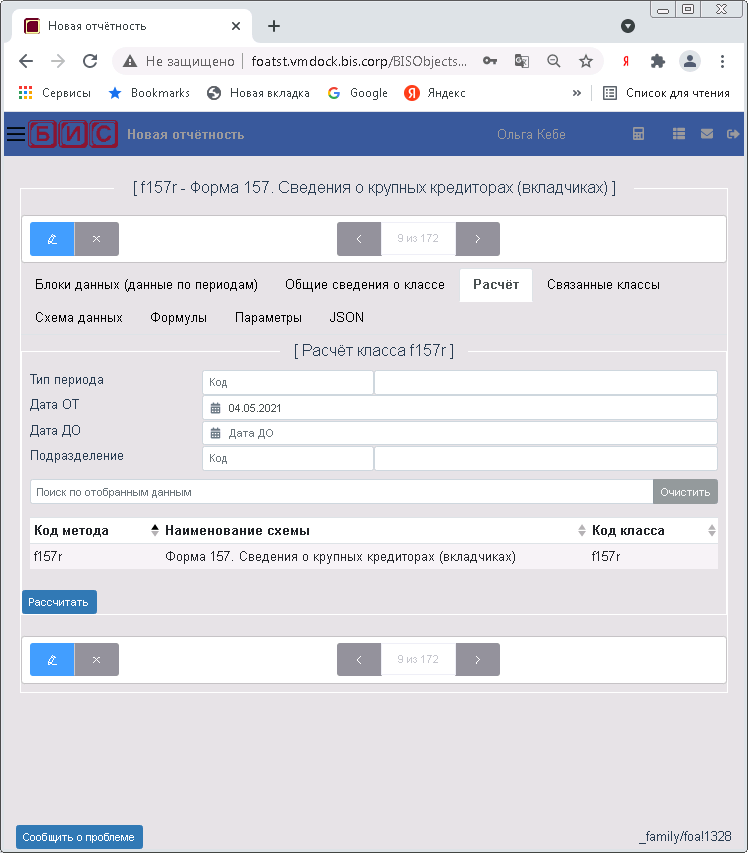 Новая отчётность
Не защищено
foatst.vmdock.bis.corp/BISObjects...
Сервисы
Bookmarks
Новая вкладка
Google
Яндекс
»
Список для чтения
БИС
Новая отчётность
Ольга Кебе
[ f157r - Форма 157. Сведения о крупных кредиторах (вкладчиках) ]
9 из 172
Блоки данных (данные по периодам)
Общие сведения о классе
Расчёт
Связанные классы
Схема данных
Формулы
Параметры
JSON
[ Расчёт класса f157r ]
Тип периода
Код
Дата ОТ
04.05.2021
Дата ДО
Дата ДО
Подразделение
Код
Поиск по отобранным данным
Очистить
Код метода
Наименование схемы
Код класса
f157r
Форма 157. Сведения о крупных кредиторах (вкладчиках)
f157r
Рассчитать
9 из 172
Сообщить о проблеме
_family/foa!1328